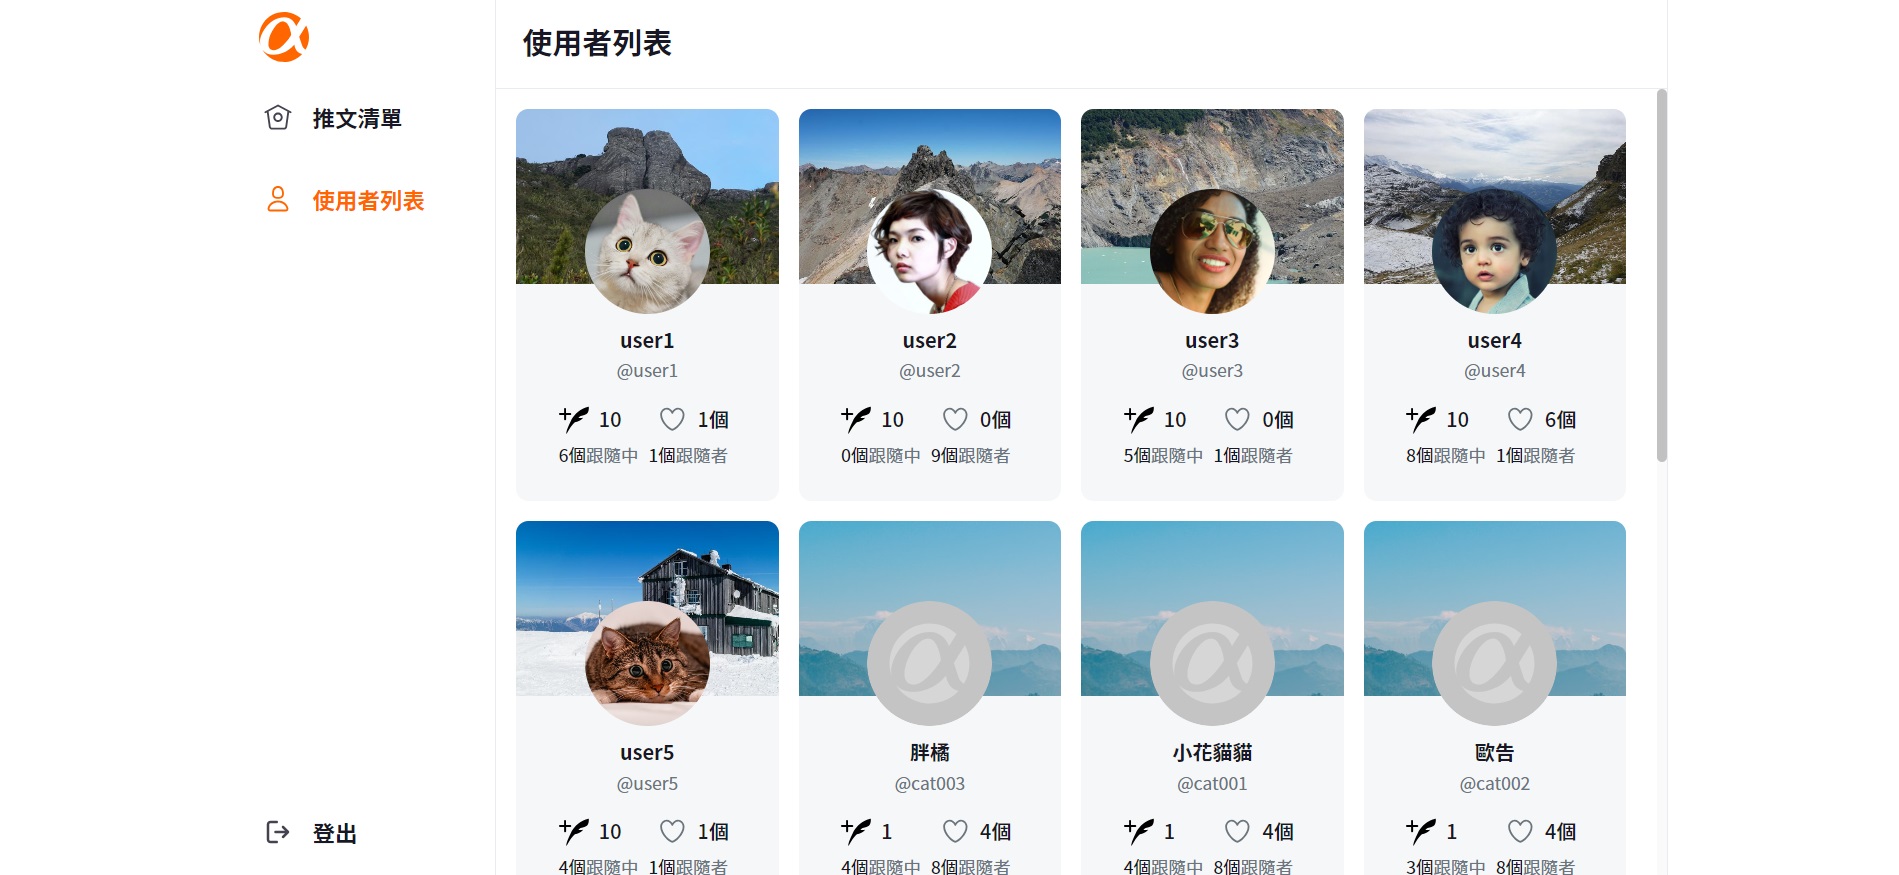 使用者列表
推文清單
使用者列表
登出
user1
@user1
10 1個
6個跟隨中 1個跟隨者
user2
@user2
10 0個
0個跟隨中 9個跟隨者
user3
@user3
10 0個
5個跟隨中 1個跟隨者
user4
@user4
10 6個
8個跟隨中 1個跟隨者
user5
@user5
10 1個
4個跟隨中 1個跟隨者
胖橘
@cat003
1 4個
4個跟隨中 8個跟隨者
小花貓貓
@cat001
1 4個
4個跟隨中 8個跟隨者
歐告
@cat002
1 4個
3個跟隨中 8個跟隨者